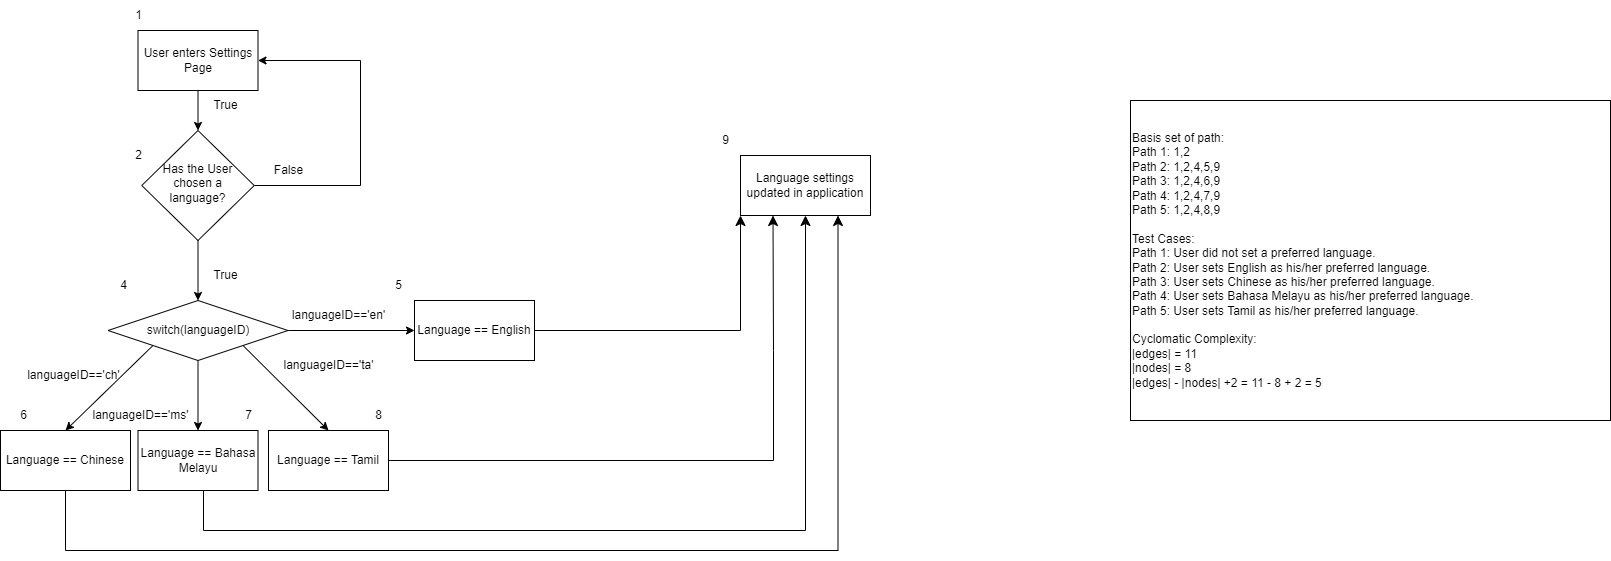 1
User enters Settings
Page
True
2
Has the User
chosen a
language?
False
True
4
switch(languageID)
languageID=='en'
5
Language == English
languageID=='ch'
languageID=='ms'
languageID=='ta'
6
Language == Chinese
7
Language == Bahasa
Melayu
8
Language == Tamil
9
Language settings
updated in application
Basis set of path:
Path 1: 1,2
Path 2: 1,2,4,5,9
Path 3: 1,2,4,6,9
Path 4: 1,2,4,7,9
Path 5: 1,2,4,8,9
Test Cases:
Path 1: User did not set a preferred language.
Path 2: User sets English as his/her preferred language.
Path 3: User sets Chinese as his/her preferred language.
Path 4: User sets Bahasa Melayu as his/her preferred language.
Path 5: User sets Tamil as his/her preferred language.
Cyclomatic Complexity:
|edges| = 11
|nodes| = 8
|edges| - |nodes| +2 = 11 - 8 + 2 = 5